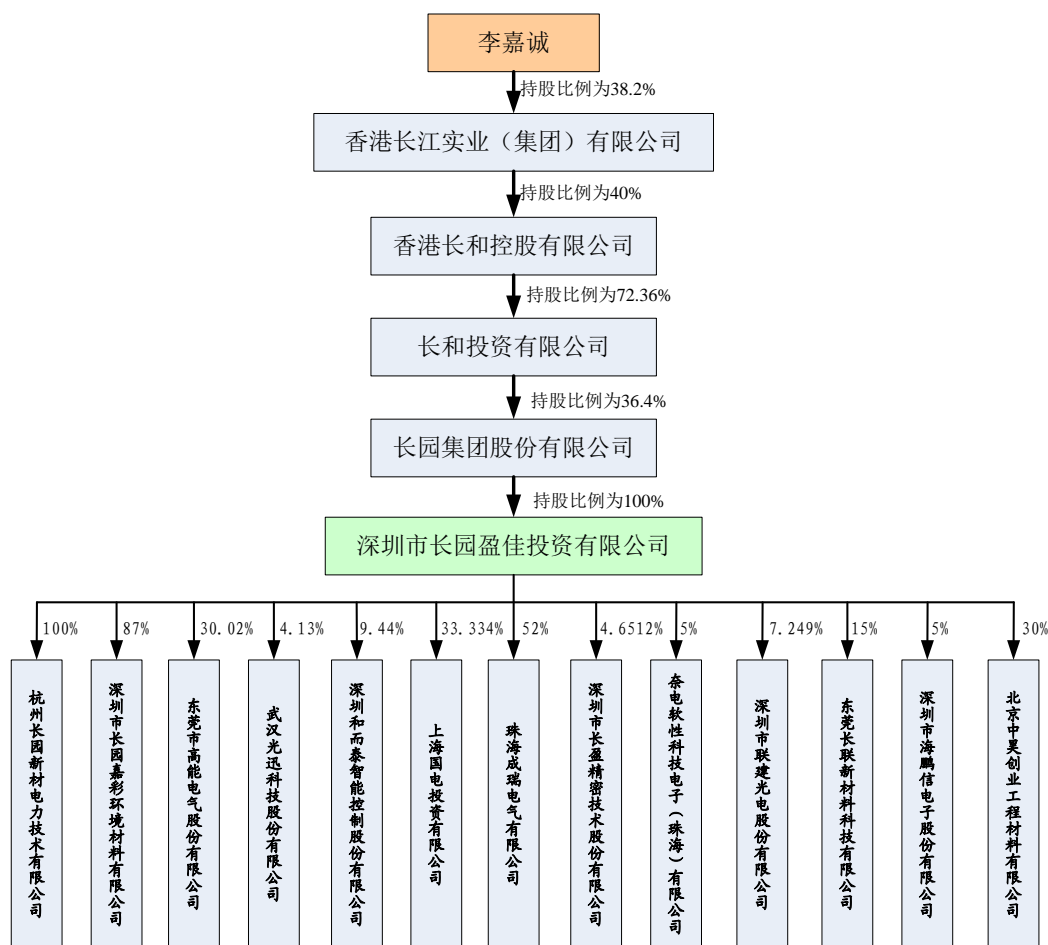 李嘉诚
持股比例为38.2%
香港长江实业（集团）有限公司
持股比例为40%
香港长和控股有限公司
持股比例为72.36%
长和投资有限公司
持股比例为36.4%
长园集团股份有限公司
持股比例为100%
深圳市长园盈佳投资有限公司
100%
87%
30.02%
4.13%
9.44%
33.334%
52%
4.6512%
5%
7.249%
15%
5%
30%
杭州长园新材电力技术有限公司
深圳市长园嘉彩环境材料有限公司
东莞市高能电气股份有限公司
武汉光迅科技股份有限公司
深圳和而泰智能控制股份有限公司
上海国电投资有限公司
珠海成瑞电气有限公司
深圳市长盈精密技术股份有限公司
奈电软性科技电子（珠海）有限公司
深圳市联建光电股份有限公司
东莞长联新材料科技有限公司
深圳市海鹏信电子股份有限公司
北京中昊创业工程材料有限公司